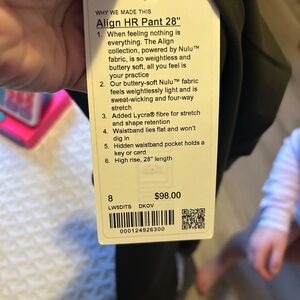 WHY WE MADE THIS
Align HR Pant 28"
1. When feeling nothing is
everything. The Align
collection, powered by Nulu™
fabric, is so weightless and
buttery soft, all you feel is
your practice
2. Our buttery-soft Nulu™ fabric
feels weightlessly light and is
sweat-wicking and four-way
stretch
3. Added Lycra® fibre for stretch
and shape retention
4. Waistband lies flat and won't
dig in
5. Hidden waistband pocket holds a
key or card
6. High rise, 28" length
8 $98.00
LW5DITS DKOV
000124926300